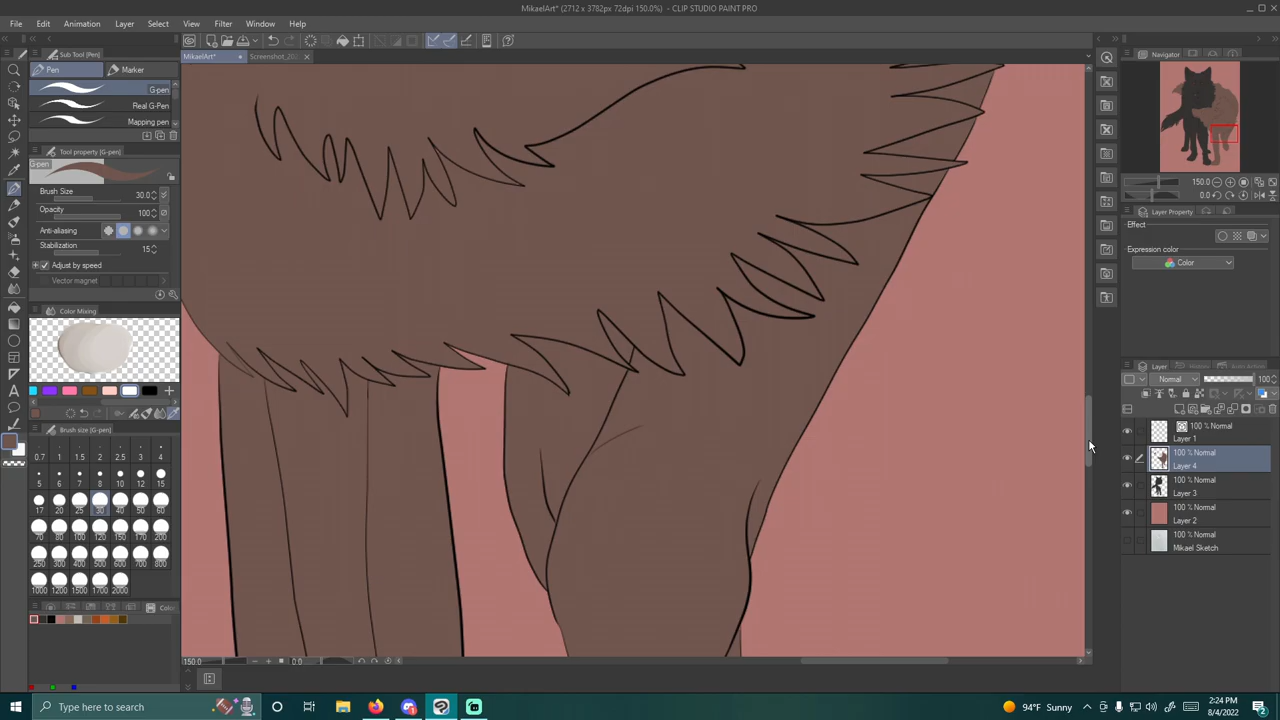 MikaelArt* (2712 x 3782px 72dpi 150.0%) - CLIP STUDIO PAINT PRO
File Edit Animation Layer Select View Filter Window Help
MikaelArt*
Screenshot_20
Sub Tool [Pen]
Pen Marker
G-pen
Real G-Pen
Mapping pen
Tool property [G-pen]
G-pen
Brush Size 30.0
Opacity 100
Anti-aliasing
Stabilization 15
Adjust by speed
Vector magnet
Color Mixing
Brush size [G-pen]
0.7 1 1.5 2 3 4
5 6 7 8 10 12 15
17 20 25 30 40 50 60
70 80 100 120 150 170 200
250 300 400 500 600 700 800
1000 1200 1500 1700 2000
Color
150.0 0.0
Navigator
150.0
0.0
Layer Property
Effect
Expression color
Color
Layer History Auto Action
Normal 100
100 % Normal
Layer 1
100 % Normal
Layer 4
100 % Normal
Layer 3
100 % Normal
Layer 2
100 % Normal
Mikael Sketch
Type here to search
94°F Sunny
2:24 PM
8/4/2022
2